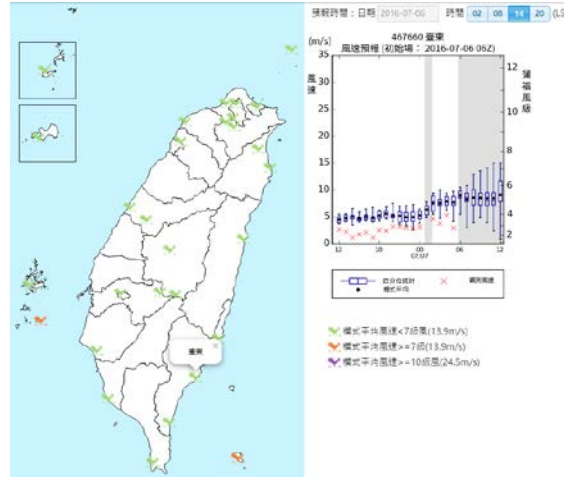 預報時間：日期 2016-07-06 時間 02 08 14 20 (LS
467660 臺東
(m/s) 風速預報 (初始場： 2016-07-06 06Z)
風速
蒲福風級
35
30
25
20
15
10
5
0
12
10
8
6
4
2
12 18 00 06 12
07/07
四分位統計
模式平均
觀測風速
臺東
模式平均風速<7級風(13.9m/s)
模式平均風速>=7級(13.9m/s)
模式平均風速>=10級風(24.5m/s)